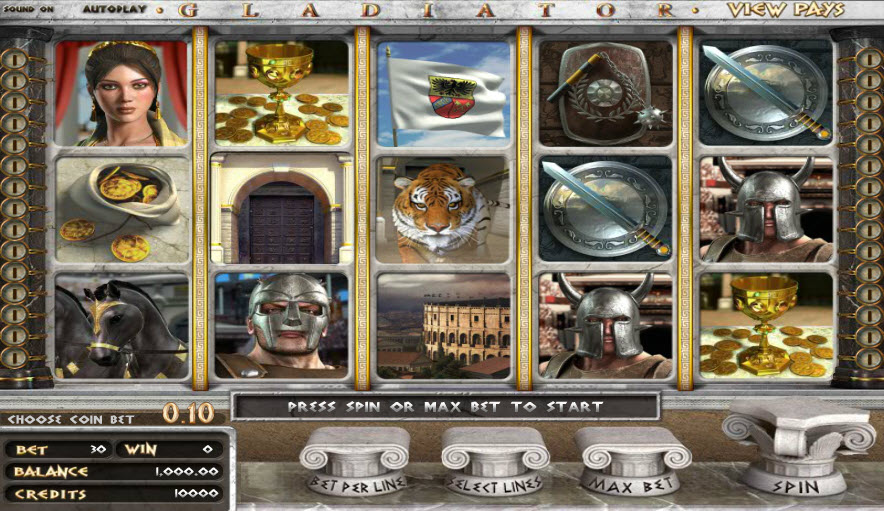 SOUND ON AUTOPLAY • GLADIATOR • VIEW PAYS
PRESS SPIN OR MAX BET TO START
CHOOSE COIN BET 0.10
BET 30 WIN 0
BALANCE 1,000.00
CREDITS 10000
BET PER LINE SELECT LINES MAX BET SPIN